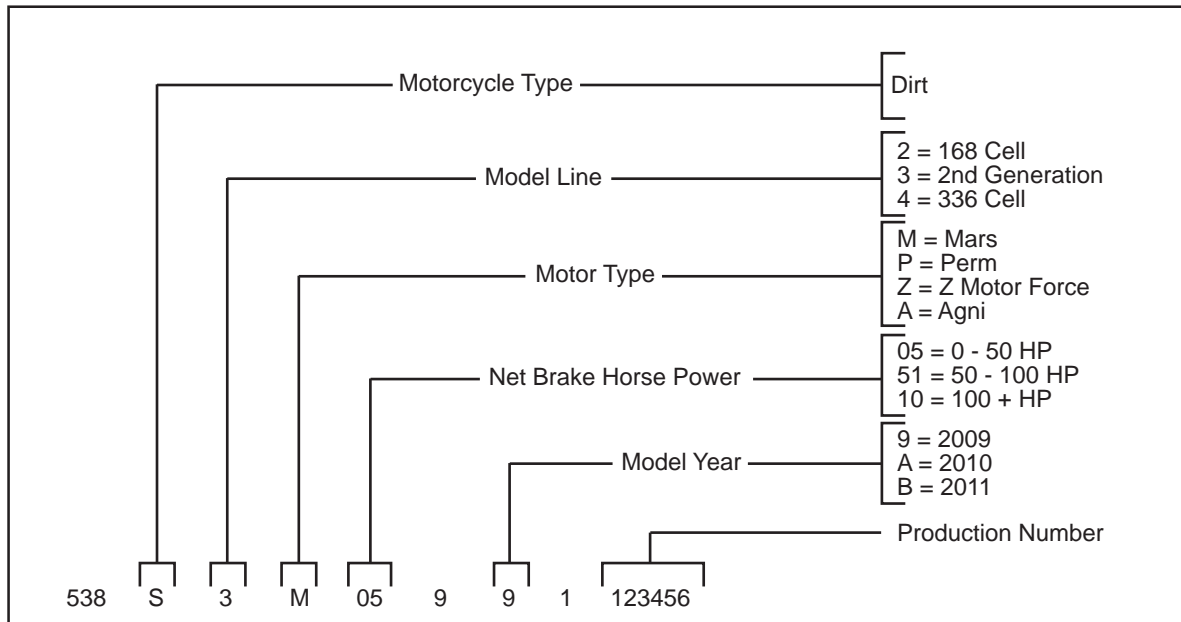 Motorcycle Type
Dirt
Model Line
2 = 168 Cell
3 = 2nd Generation
4 = 336 Cell
Motor Type
M = Mars
P = Perm
Z = Z Motor Force
A = Agni
Net Brake Horse Power
05 = 0 - 50 HP
51 = 50 - 100 HP
10 = 100 + HP
Model Year
9 = 2009
A = 2010
B = 2011
Production Number
538 S 3 M 05 9 9 1 123456